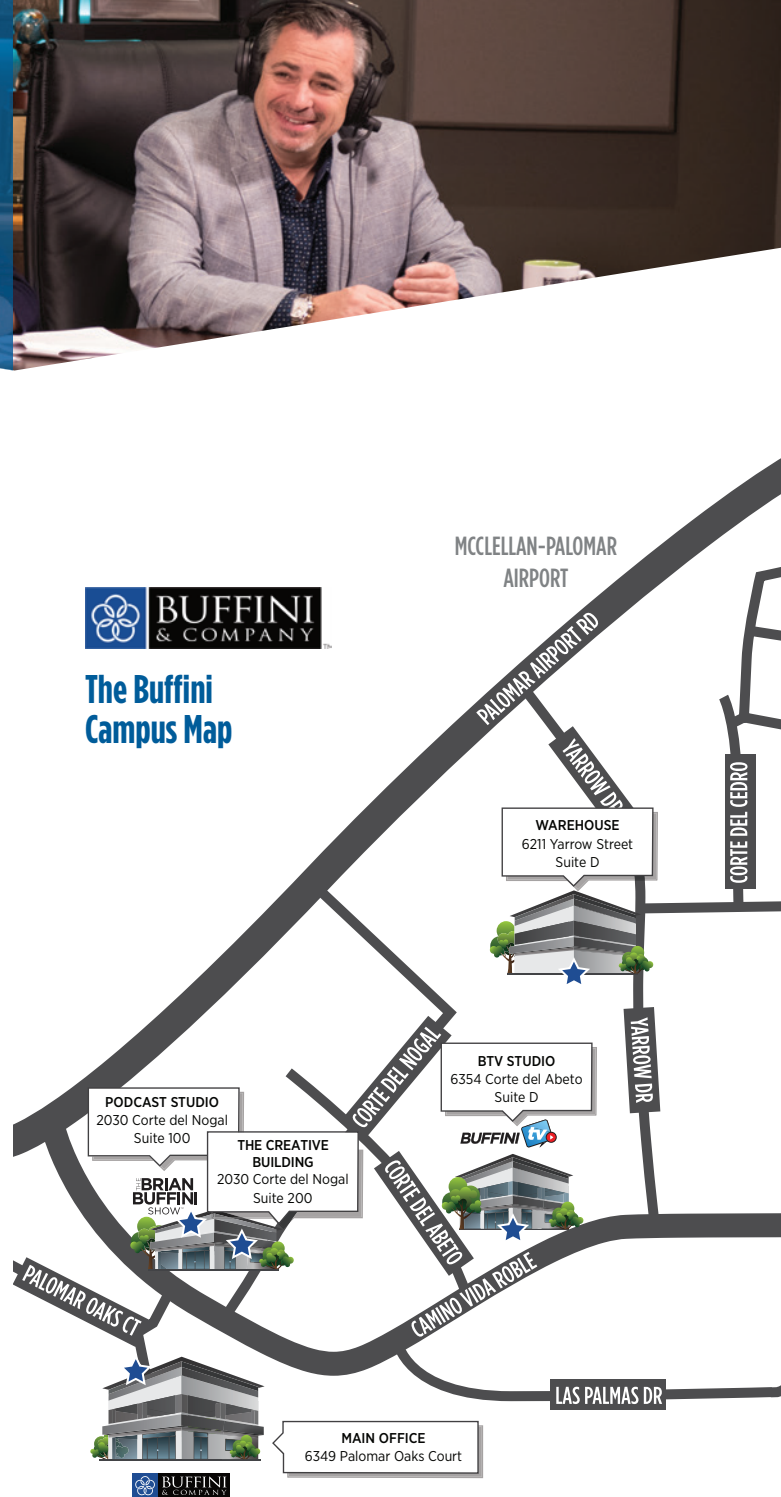 MCCLELLAN-PALOMAR
AIRPORT
BUFFINI
& COMPANY
TM
The Buffini
Campus Map
PALOMAR AIRPORT RD
YARROW DR
CORTE DEL CEDRO
WAREHOUSE
6211 Yarrow Street
Suite D
YARROW DR
CORTE DEL NOGAL
BTV STUDIO
6354 Corte del Abeto
Suite D
BUFFINI tv
PODCAST STUDIO
2030 Corte del Nogal
Suite 100
THE CREATIVE
BUILDING
2030 Corte del Nogal
Suite 200
THE BRIAN
BUFFINI
SHOW
CORTE DEL ABETO
CAMINO VIDA ROBLE
PALOMAR OAKS CT
LAS PALMAS DR
MAIN OFFICE
6349 Palomar Oaks Court
BUFFINI
& COMPANY